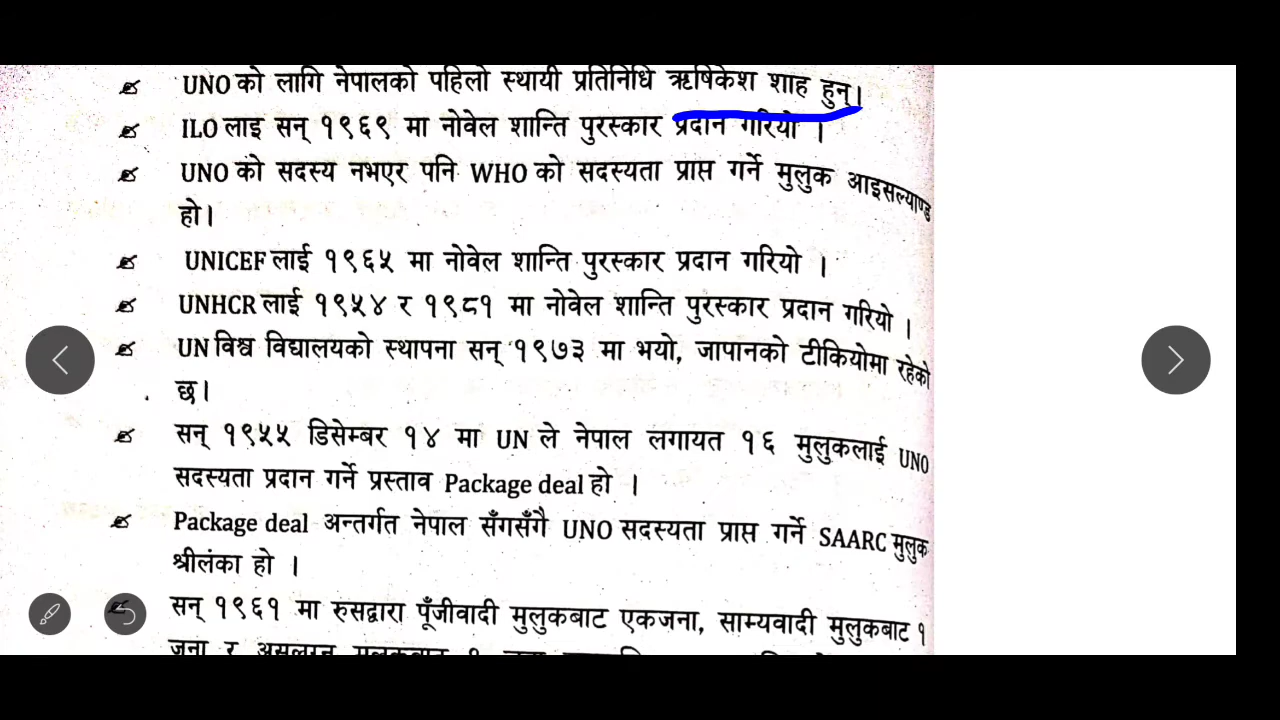 UNO को लागि नेपालको पहिलो स्थायी प्रतिनिधि ऋषिकेश शाह हुन्।
ILO लाइ सन् १९६९ मा नोवेल शान्ति पुरस्कार प्रदान गरियो ।
UNO को सदस्य नभएर पनि WHO को सदस्यता प्राप्त गर्ने मुलुक आइसल्याण्ड
हो।
UNICEF लाई १९६५ मा नोवेल शान्ति पुरस्कार प्रदान गरियो ।
UNHCR लाई १९५४ र १९८१ मा नोवेल शान्ति पुरस्कार प्रदान गरियो ।
UN विश्व विद्यालयको स्थापना सन् १९७३ मा भयो, जापानको टीकियोमा रहेको
छ।
सन् १९५५ डिसेम्बर १४ मा UN ले नेपाल लगायत १६ मुलुकलाई UNO
सदस्यता प्रदान गर्ने प्रस्ताव Package deal हो ।
Package deal अन्तर्गत नेपाल सँगसँगै UNO सदस्यता प्राप्त गर्ने SAARC मुलुक
श्रीलंका हो ।
सन् १९६१ मा रुसद्वारा पूँजीवादी मुलुकबाट एकजना, साम्यवादी मुलुकबाट १
जना र